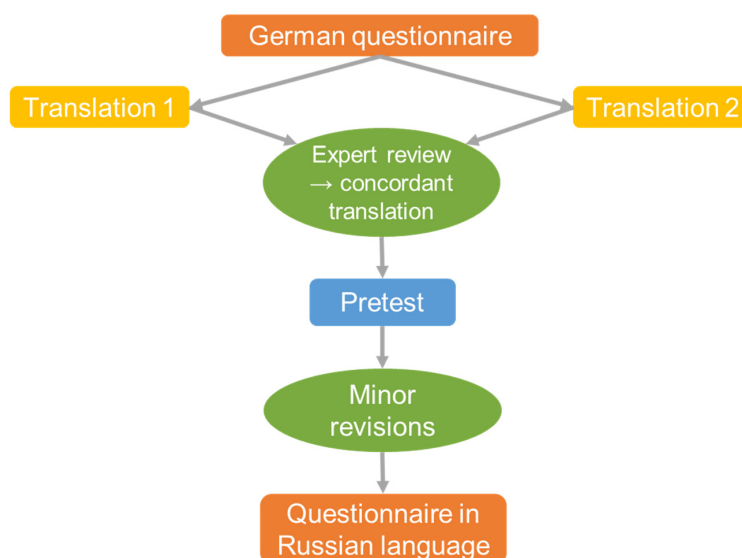 German questionnaire
Translation 1
Translation 2
Expert review
→ concordant
translation
Pretest
Minor
revisions
Questionnaire in
Russian language